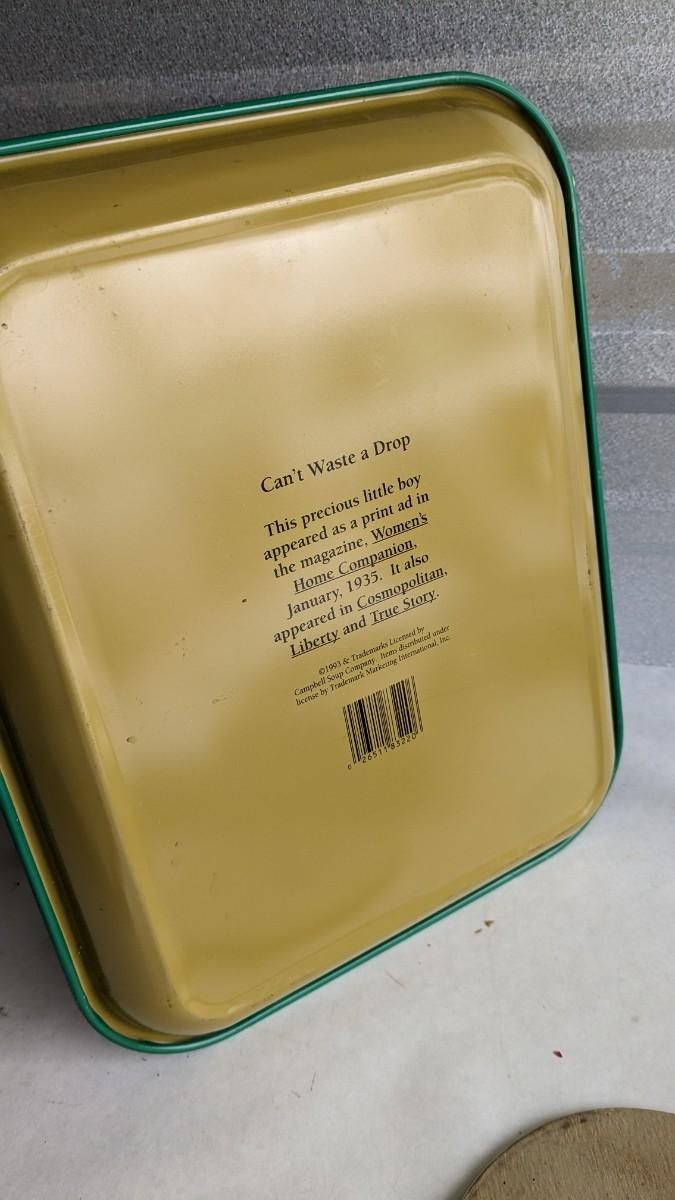 Can't Waste a Drop
This precious little boy
appeared as a print ad in
the magazine, Women's
Home Companion,
January, 1935. It also
appeared in Cosmopolitan,
Liberty and True Story.
©1993 & Trademarks Licensed by
Campbell Soup Company. Items distributed under
license by Trademark Marketing International, Inc.
6 2651183220